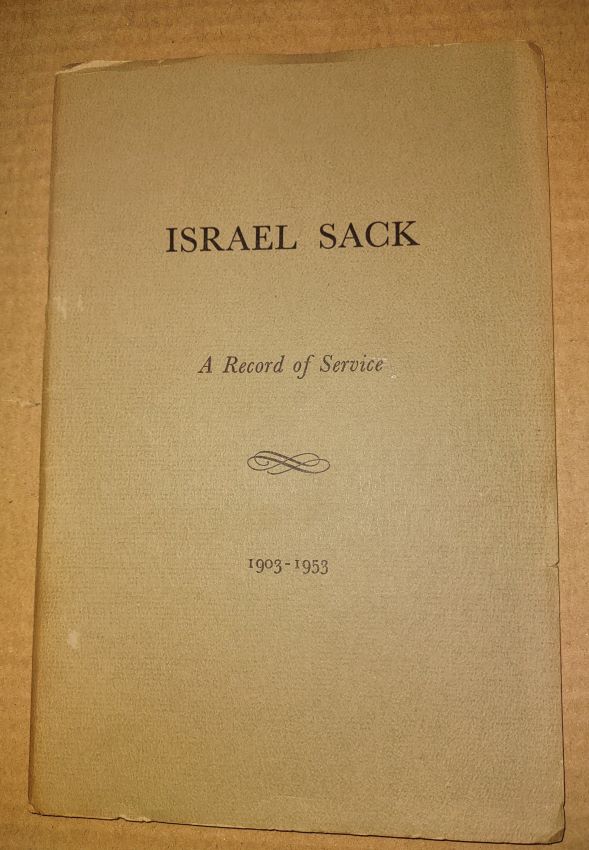 ISRAEL SACK
A Record of Service
1903-1953